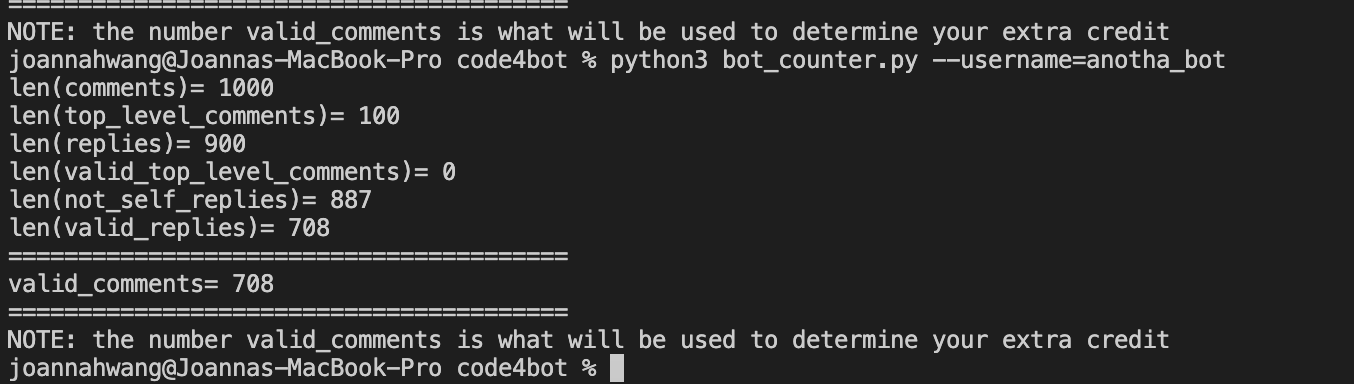 ========================================
NOTE: the number valid_comments is what will be used to determine your extra credit
joannahwang@Joannas-MacBook-Pro code4bot % python3 bot_counter.py --username=anotha_bot
len(comments)= 1000
len(top_level_comments)= 100
len(replies)= 900
len(valid_top_level_comments)= 0
len(not_self_replies)= 887
len(valid_replies)= 708
========================================
valid_comments= 708
========================================
NOTE: the number valid_comments is what will be used to determine your extra credit
joannahwang@Joannas-MacBook-Pro code4bot %